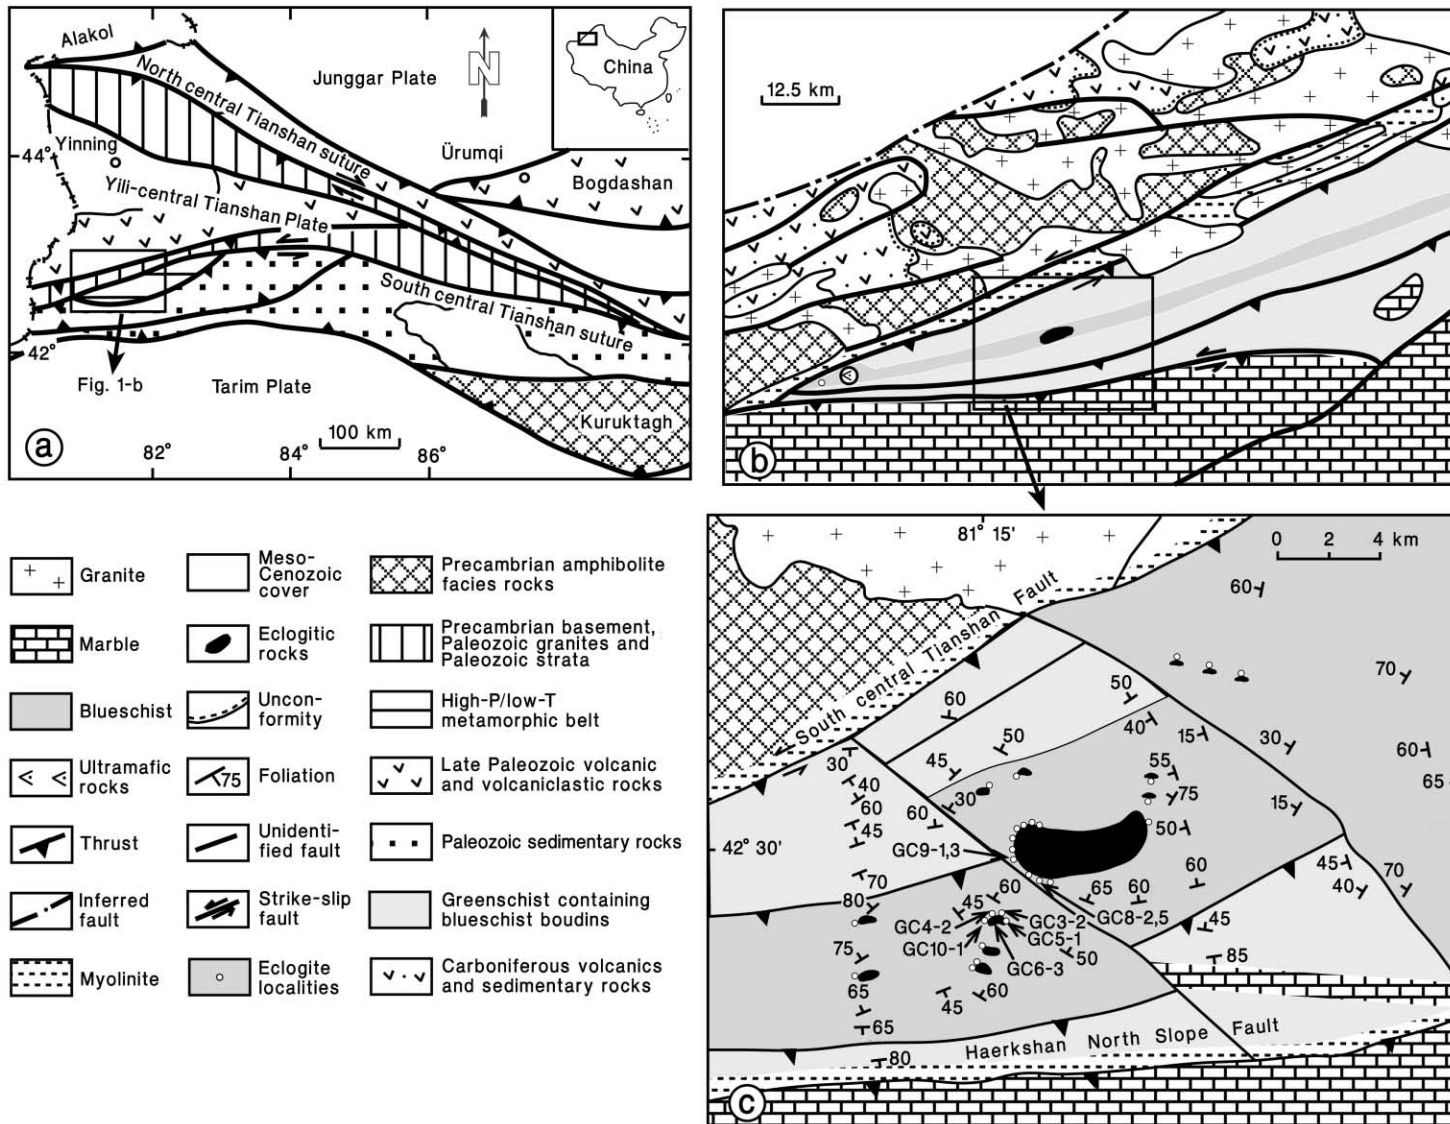 Alakol
North central Tianshan suture
Junggar Plate
N
China
44°
Yinning
Ürumqi
Bogdashan
Yili-central Tianshan Plate
South central Tianshan suture
42°
Fig. 1-b
Tarim Plate
Kuruktagh
a
82°
84°
100 km
86°
12.5 km
b
Granite
Meso-
Cenozoic
cover
Precambrian amphibolite
facies rocks
Marble
Eclogitic
rocks
Precambrian basement,
Paleozoic granites and
Paleozoic strata
Blueschist
Uncon-
formity
High-P/low-T
metamorphic belt
Ultramafic
rocks
75
Foliation
Late Paleozoic volcanic
and volcaniclastic rocks
Thrust
Unidenti-
fied fault
Paleozoic sedimentary rocks
Inferred
fault
Strike-slip
fault
Greenschist containing
blueschist boudins
Myolinite
Eclogite
localities
Carboniferous volcanics
and sedimentary rocks
81° 15'
0 2 4 km
South central Tianshan Fault
60
70
60
50
40
15
30
60
65
50
45
30
40
60
45
30
60
55
75
15
50
42° 30'
GC9-1,3
70
80
60
65
60
60
45
70
40
45
GC4-2
GC3-2
GC8-2,5
GC10-1
GC5-1
45
75
GC6-3
50
85
65
45
60
65
80
Haerkshan North Slope Fault
c